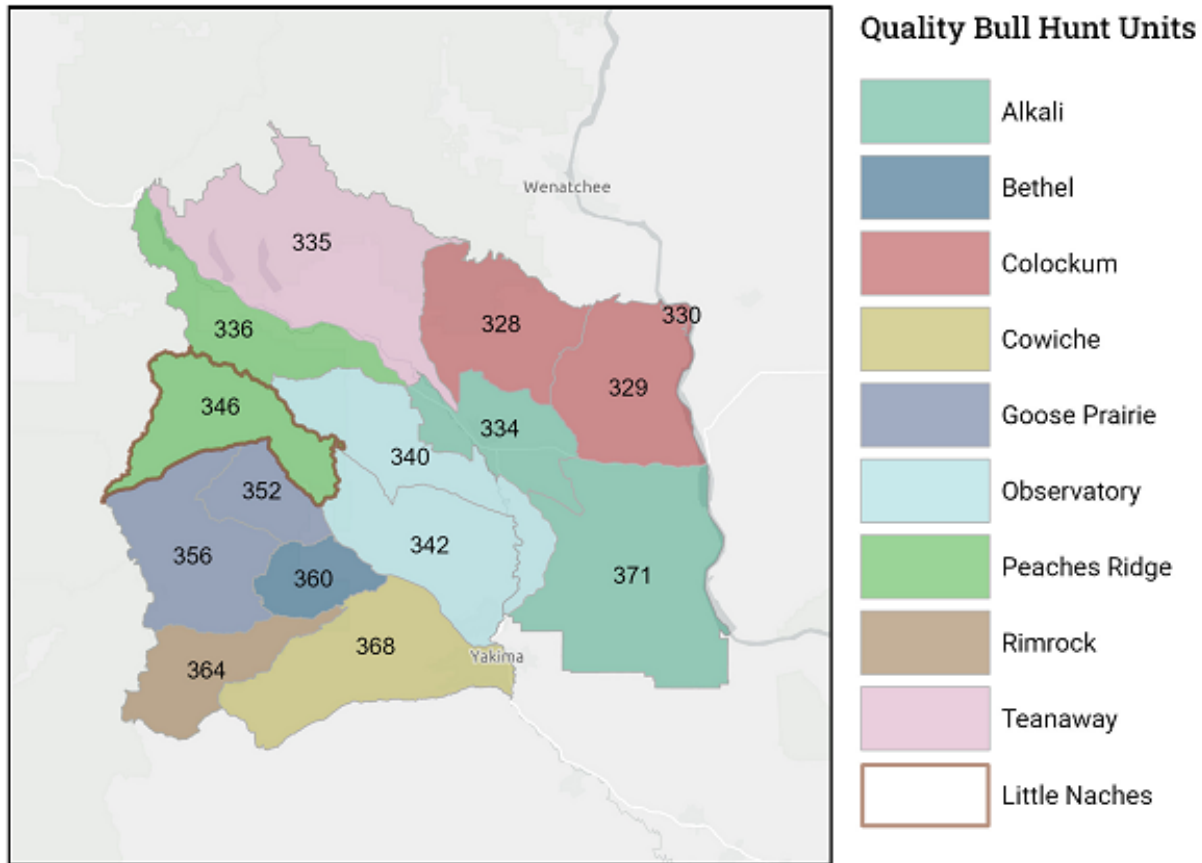 Quality Bull Hunt Units
Alkali
Bethel
Colockum
Cowiche
Goose Prairie
Observatory
Peaches Ridge
Rimrock
Teanaway
Little Naches
Wenatchee
335
330
328
336
329
346
334
340
352
342
356
371
360
368
Yakima
364